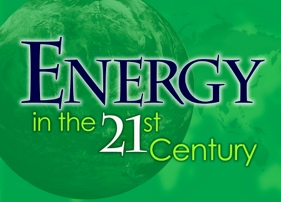 ENERGY
in the 21st
Century